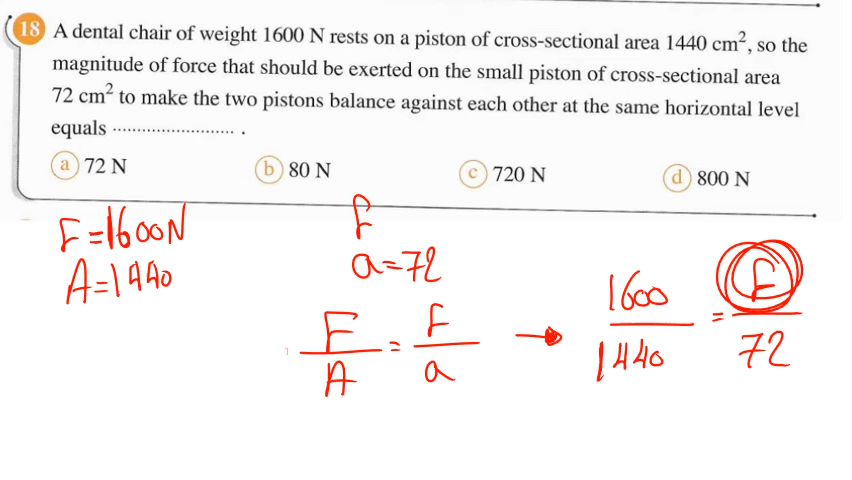 18 A dental chair of weight 1600 N rests on a piston of cross-sectional area 1440 cm², so the
magnitude of force that should be exerted on the small piston of cross-sectional area
72 cm² to make the two pistons balance against each other at the same horizontal level
equals .......................... .
a 72 N b 80 N c 720 N d 800 N
F=1600N f
A=1440 a=72
F/A = F/a → 1600/1440 = F/72